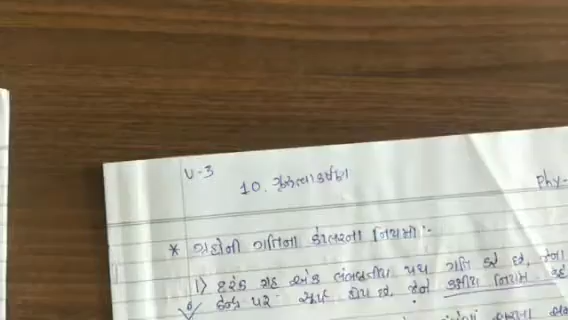 U-3
10. ગુરુત્વાકર્ષણ
Phy-
* ગ્રહોની ગતિના કેપ્લરના નિયમો :-
1) દરેક ગ્રહ એક લંબવૃત્તીય પથ ગતિ કરે છે, જેના
કેન્દ્ર પર સૂર્ય હોય છે. જેને કક્ષીય નિયમ કહે